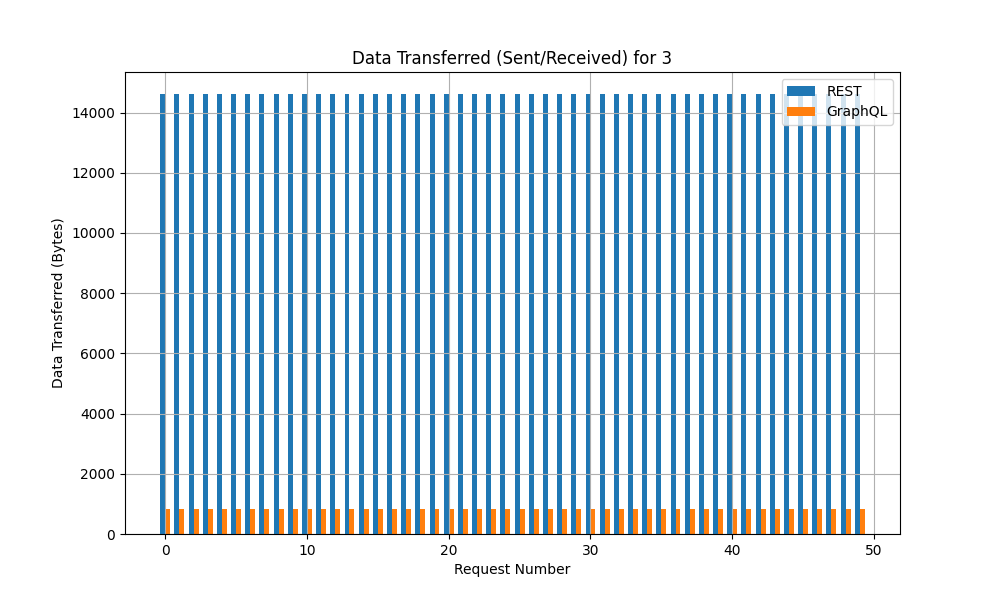 Data Transferred (Sent/Received) for 3
REST
GraphQL
14000
12000
10000
8000
6000
4000
2000
0
Data Transferred (Bytes)
0 10 20 30 40 50
Request Number